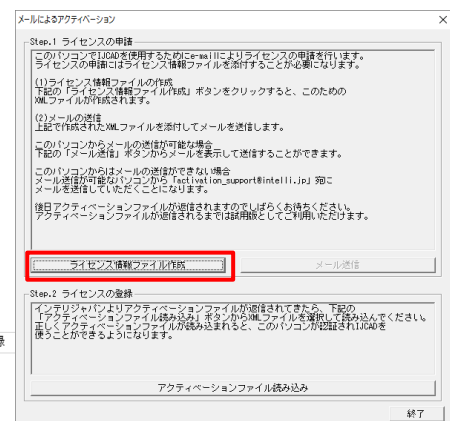 メールによるアクティベーション
Step.1 ライセンスの申請
このパソコンでIJCADを使用するためにe-mailによりライセンスの申請を行います。
ライセンスの申請にはライセンス情報ファイルを添付することが必要になります。
(1)ライセンス情報ファイルの作成
下記の「ライセンス情報ファイル作成」ボタンをクリックすると、このための
XMLファイルが作成されます。
(2)メールの送信
上記で作成されたXMLファイルを添付してメールを送信します。
このパソコンからメールの送信が可能な場合
下記の「メール送信」ボタンからメールを表示して送信することができます。
このパソコンからはメールの送信ができない場合
メール送信が可能なパソコンから「activation_support@intelli.jp」宛に
メールを送信していただくことになります。
後日アクティベーションファイルが返信されますのでしばらくお待ちください。
アクティベーションファイルが返信されるまでは試用版としてご利用いただけます。
ライセンス情報ファイル作成
メール送信
Step.2 ライセンスの登録
インテリジャパンよりアクティベーションファイルが返信されてきたら、下記の
「アクティベーションファイル読み込み」ボタンからXMLファイルを選択して読み込んでください。
正しくアクティベーションファイルが読み込まれると、このパソコンが認証されIJCADを
使うことができるようになります。
アクティベーションファイル読み込み
終了